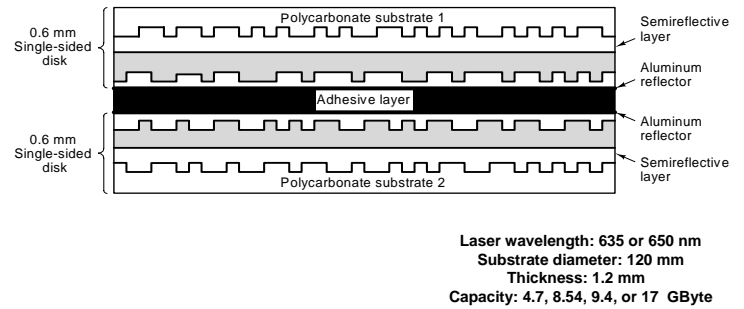 Polycarbonate substrate 1
0.6 mm
Single-sided
disk
Semireflective
layer
Aluminum
reflector
Adhesive layer
Aluminum
reflector
0.6 mm
Single-sided
disk
Semireflective
layer
Polycarbonate substrate 2
Laser wavelength: 635 or 650 nm
Substrate diameter: 120 mm
Thickness: 1.2 mm
Capacity: 4.7, 8.54, 9.4, or 17 GByte